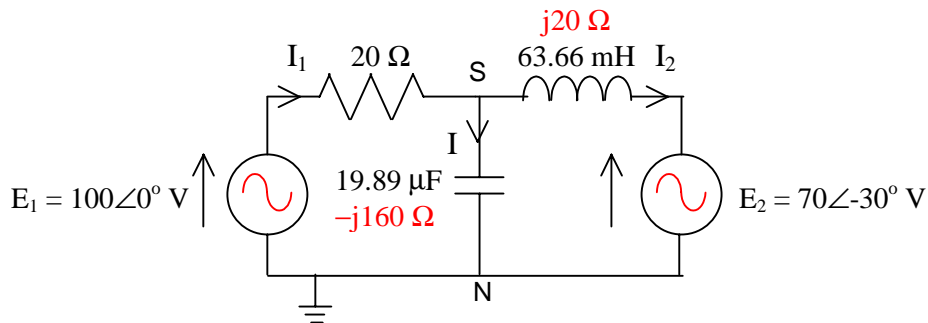 j20 Ω
I₁
20 Ω
S
63.66 mH
I₂
I
E₁ = 100∠0° V
19.89 μF
−j160 Ω
E₂ = 70∠-30° V
N